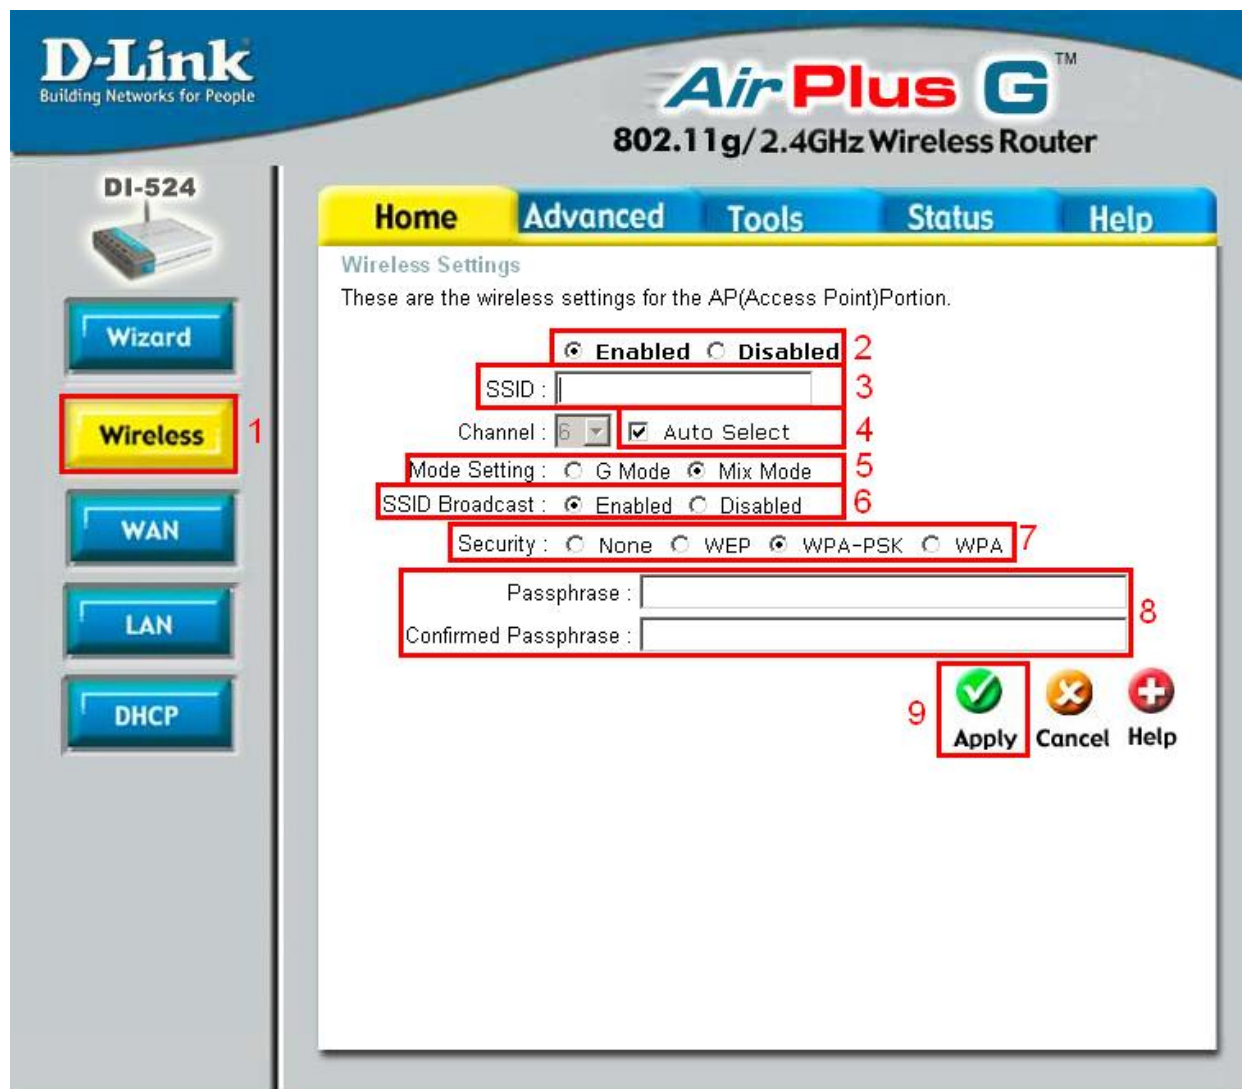 D-Link
Building Networks for People
Air Plus G ™
802.11g/2.4GHz Wireless Router
DI-524
Home Advanced Tools Status Help
Wireless Settings
These are the wireless settings for the AP(Access Point)Portion.
Wizard
Enabled Disabled 2
SSID : 3
Wireless 1
Channel : 6 Auto Select 4
Mode Setting : G Mode Mix Mode 5
SSID Broadcast : Enabled Disabled 6
WAN
Security : None WEP WPA-PSK WPA 7
Passphrase :
8
LAN
Confirmed Passphrase :
DHCP
9
Apply Cancel Help